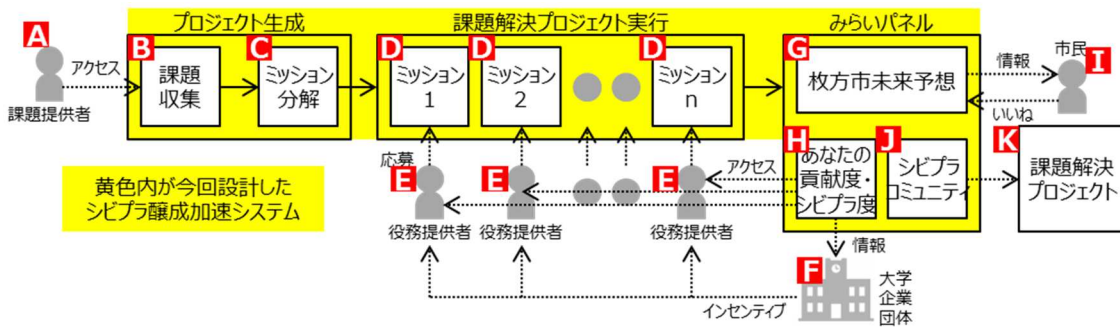 プロジェクト生成
課題解決プロジェクト実行
みらいパネル
A
アクセス
課題提供者
B
課題
収集
C
ミッション
分解
D
ミッション
1
D
ミッション
2
D
ミッション
n
G
枚方市未来予想
情報
いいね
市民
I
応募
E
役務提供者
E
役務提供者
E
役務提供者
アクセス
H
あなたの
貢献度・
シビプラ度
J
シビプラ
コミュニティ
K
課題解決
プロジェクト
黄色内が今回設計した
シビプラ醸成加速システム
情報
F
大学
企業
団体
インセンティブ